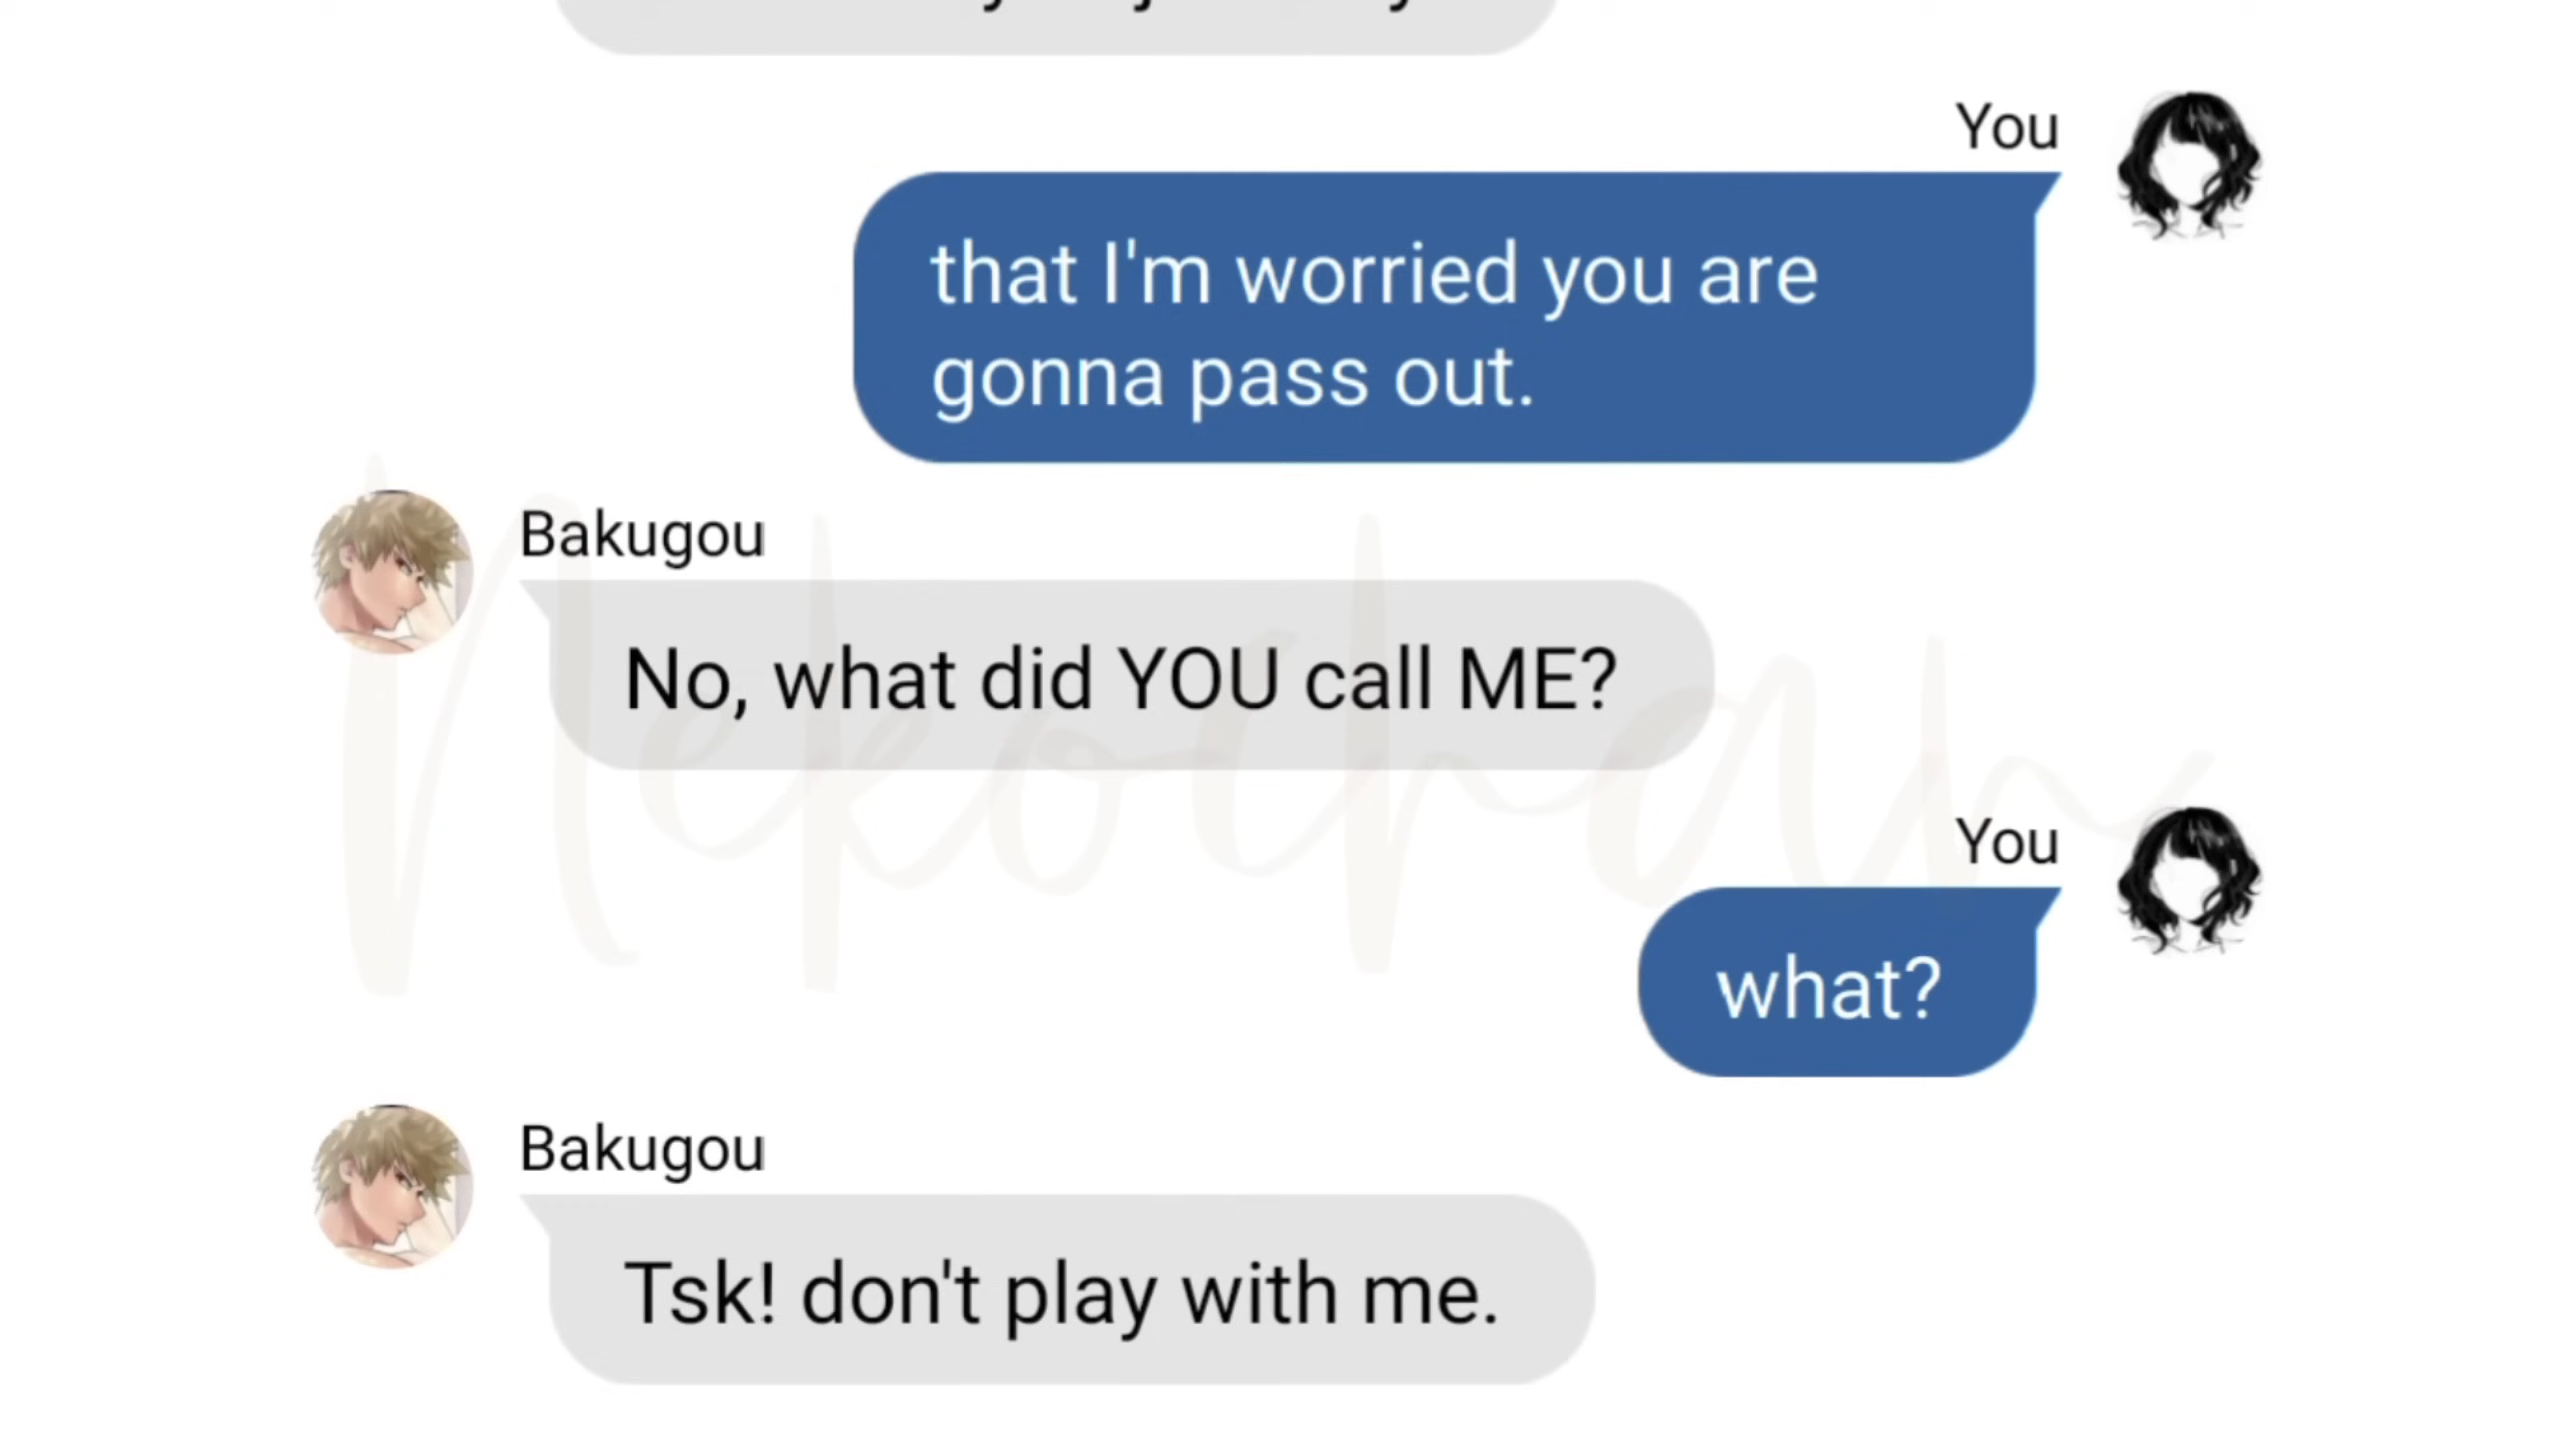 You
that I'm worried you are
gonna pass out.
Bakugou
No, what did YOU call ME?
Nekochan
You
what?
Bakugou
Tsk! don't play with me.